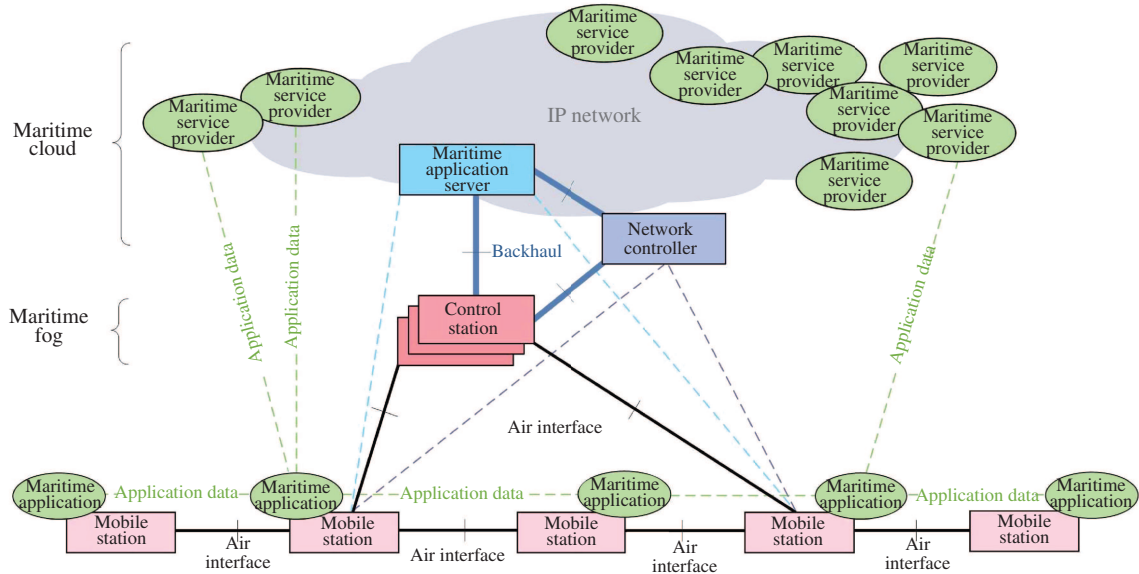 Maritime
service
provider
Maritime
service
provider
Maritime
service
provider
Maritime
service
provider
Maritime
service
provider
Maritime
service
provider
Maritime
service
provider
Maritime
service
provider
Maritime
service
provider
IP network
Maritime
cloud
Maritime
application
server
Network
controller
Backhaul
Application data
Application data
Application data
Maritime
fog
Control
station
Air interface
Maritime
application
Application data
Maritime
application
Application data
Maritime
application
Maritime
application
Application data
Maritime
application
Mobile
station
Mobile
station
Mobile
station
Mobile
station
Mobile
station
Air
interface
Air interface
Air
interface
Air
interface